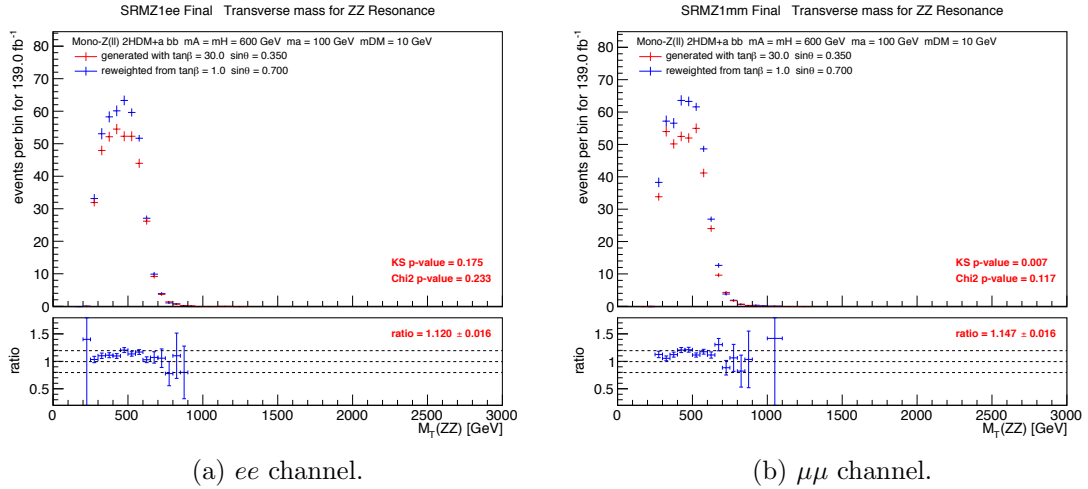 SRMZ1ee Final Transverse mass for ZZ Resonance
events per bin for 139.0 fb⁻¹
80
70
60
50
40
30
20
10
0
Mono-Z(ll) 2HDM+a bb mA = mH = 600 GeV ma = 100 GeV mDM = 10 GeV
generated with tanβ = 30.0 sinθ = 0.350
reweighted from tanβ = 1.0 sinθ = 0.700
KS p-value = 0.175
Chi2 p-value = 0.233
ratio
1.5
1
0.5
ratio = 1.120 ± 0.016
0 500 1000 1500 2000 2500 3000
M_T(ZZ) [GeV]
(a) ee channel.
SRMZ1mm Final Transverse mass for ZZ Resonance
events per bin for 139.0 fb⁻¹
80
70
60
50
40
30
20
10
0
Mono-Z(ll) 2HDM+a bb mA = mH = 600 GeV ma = 100 GeV mDM = 10 GeV
generated with tanβ = 30.0 sinθ = 0.350
reweighted from tanβ = 1.0 sinθ = 0.700
KS p-value = 0.007
Chi2 p-value = 0.117
ratio
1.5
1
0.5
ratio = 1.147 ± 0.016
0 500 1000 1500 2000 2500 3000
M_T(ZZ) [GeV]
(b) μμ channel.